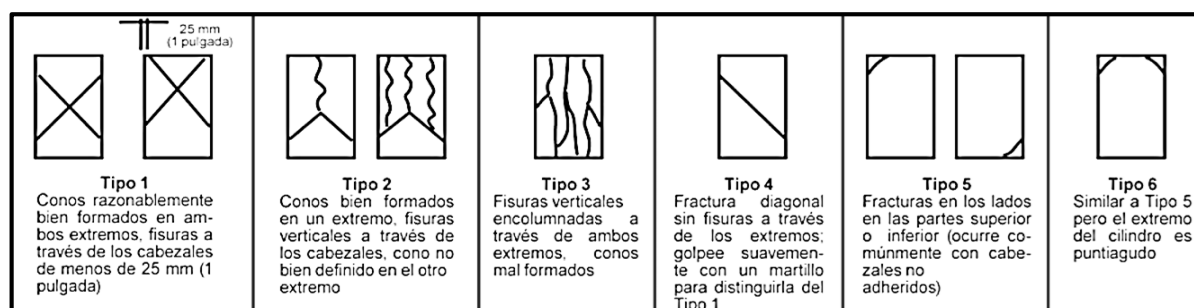 25 mm
(1 pulgada)
Tipo 1
Conos razonablemente
bien formados en am-
bos extremos, fisuras a
través de los cabezales
de menos de 25 mm (1
pulgada)
Tipo 2
Conos bien formados
en un extremo, fisuras
verticales a través de
los cabezales, cono no
bien definido en el otro
extremo
Tipo 3
Fisuras verticales
encolumnadas a
través de ambos
extremos, conos
mal formados
Tipo 4
Fractura diagonal
sin fisuras a través
de los extremos;
golpee suavemen-
te con un martillo
para distinguirla del
Tipo 1
Tipo 5
Fracturas en los lados
en las partes superior
o inferior (ocurre co-
múnmente con cabe-
zales no
adheridos)
Tipo 6
Similar a Tipo 5
pero el extremo
del cilindro es
puntiagudo